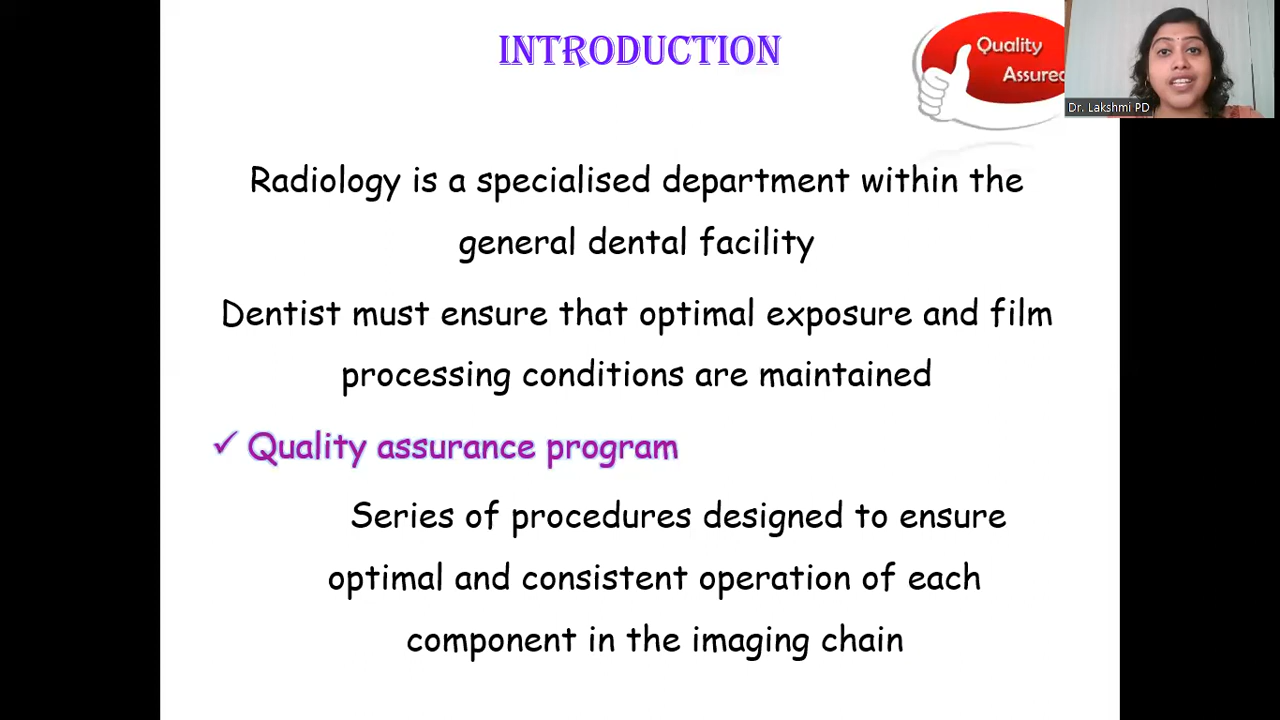 INTRODUCTION
Quality
Assured
Dr. Lakshmi PD
Radiology is a specialised department within the
general dental facility
Dentist must ensure that optimal exposure and film
processing conditions are maintained
✓ Quality assurance program
Series of procedures designed to ensure
optimal and consistent operation of each
component in the imaging chain